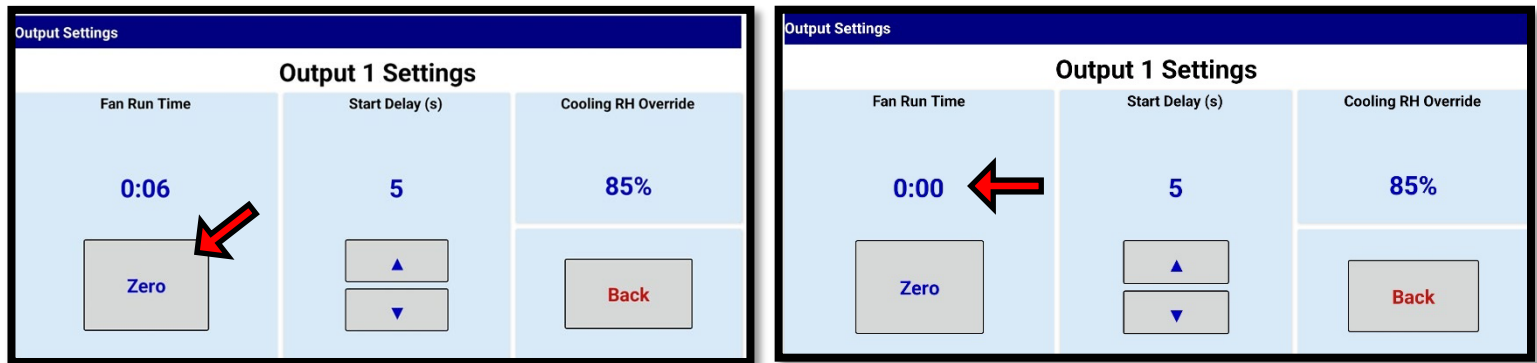 Output Settings
Output 1 Settings
Fan Run Time
Start Delay (s)
Cooling RH Override
0:06
5
85%
Zero
▲
▼
Back
Output Settings
Output 1 Settings
Fan Run Time
Start Delay (s)
Cooling RH Override
0:00
5
85%
Zero
▲
▼
Back